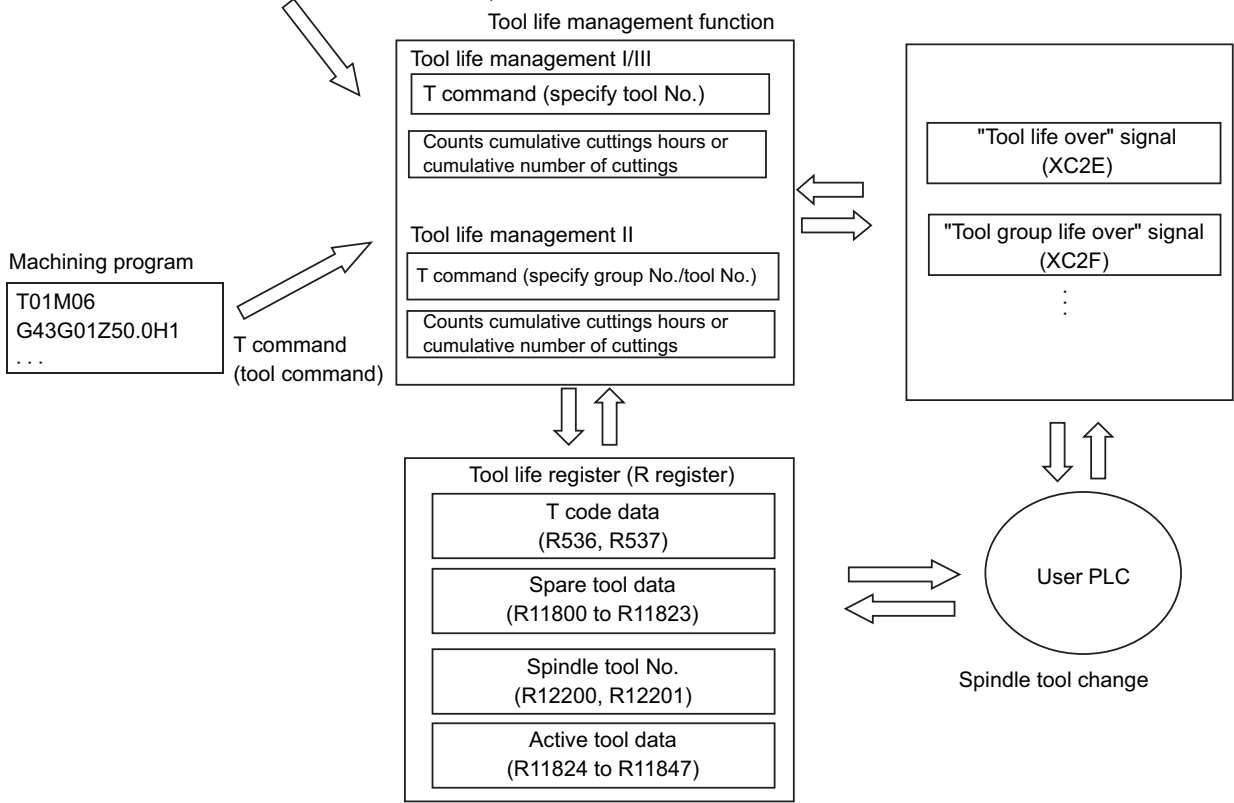 Tool life management function
Tool life management I/III
T command (specify tool No.)
Counts cumulative cuttings hours or
cumulative number of cuttings
Tool life management II
T command (specify group No./tool No.)
Counts cumulative cuttings hours or
cumulative number of cuttings
"Tool life over" signal
(XC2E)
"Tool group life over" signal
(XC2F)
Machining program
T01M06
G43G01Z50.0H1
. . .
T command
(tool command)
Tool life register (R register)
T code data
(R536, R537)
Spare tool data
(R11800 to R11823)
Spindle tool No.
(R12200, R12201)
Active tool data
(R11824 to R11847)
User PLC
Spindle tool change